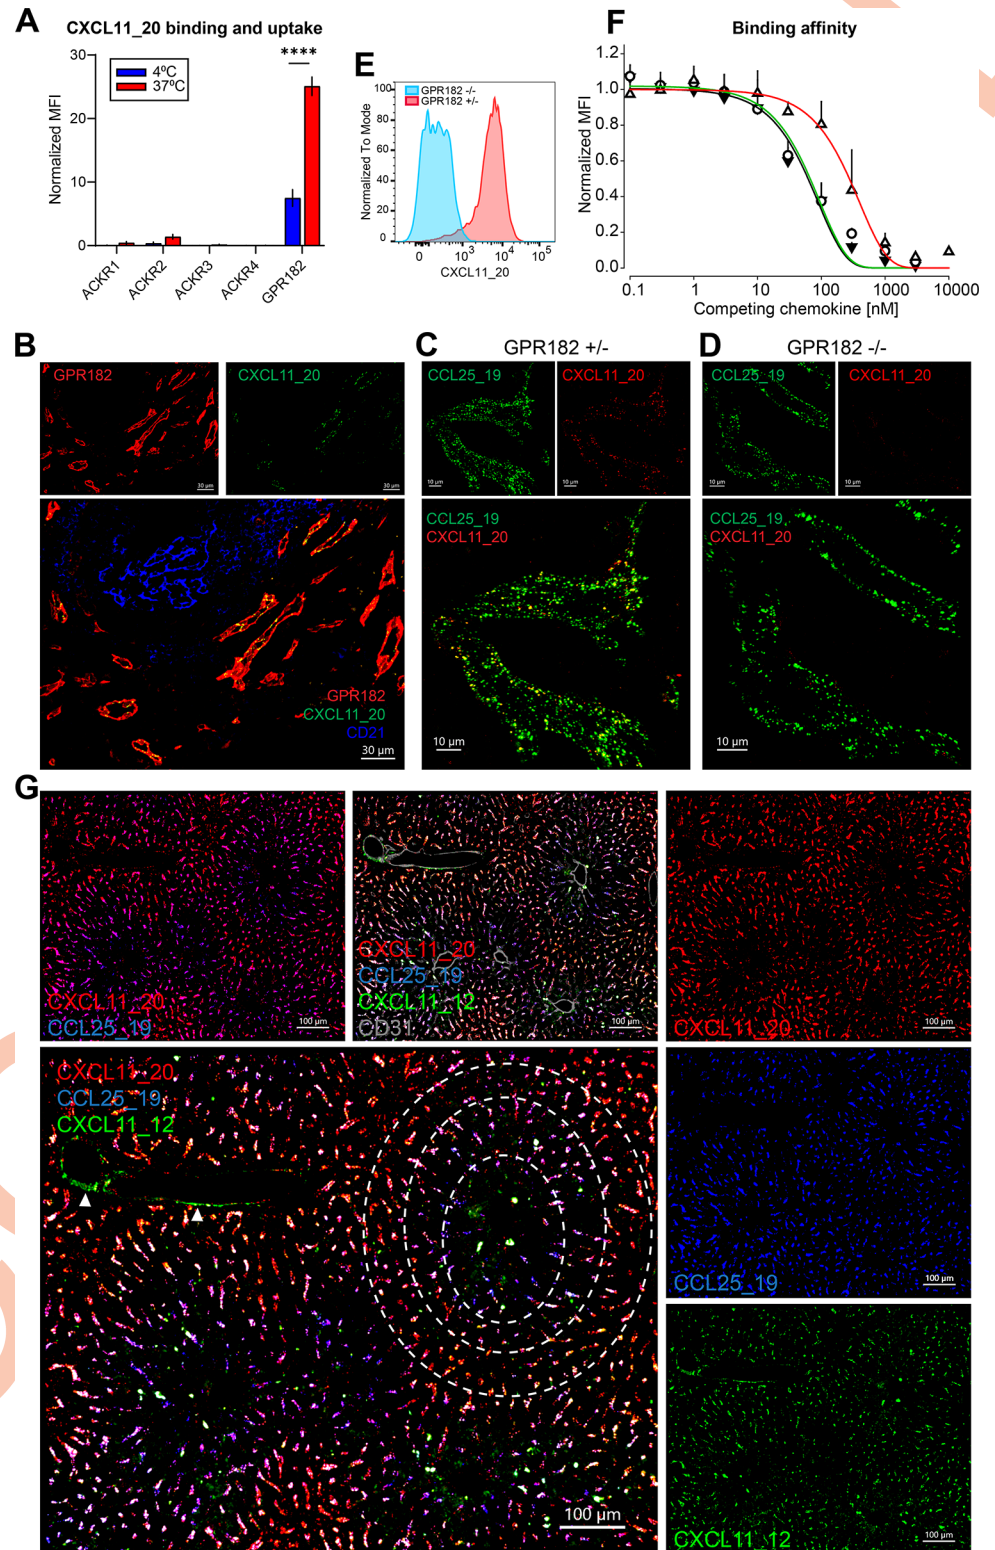 A
CXCL11_20 binding and uptake
Normalized MFI
30
20
10
0
4ºC
37ºC
****
ACKR1
ACKR2
ACKR3
ACKR4
GPR182
E
GPR182 -/-
GPR182 +/-
Normalized To Mode
100
80
60
40
20
0
0
10³
10⁴
10⁵
CXCL11_20
F
Binding affinity
Normalized MFI
1.2
1.0
0.8
0.6
0.4
0.2
0.0
0.1
1
10
100
1000
10000
Competing chemokine [nM]
B
GPR182
30 µm
CXCL11_20
30 µm
GPR182
CXCL11_20
CD21
30 µm
C
GPR182 +/-
CCL25_19
10 µm
CXCL11_20
10 µm
CCL25_19
CXCL11_20
10 µm
D
GPR182 -/-
CCL25_19
10 µm
CXCL11_20
10 µm
CCL25_19
CXCL11_20
10 µm
G
CXCL11_20
CCL25_19
100 µm
CXCL11_20
CCL25_19
CXCL11_12
CD31
100 µm
CXCL11_20
100 µm
CXCL11_20
CCL25_19
CXCL11_12
100 µm
CCL25_19
100 µm
CXCL11_12
100 µm